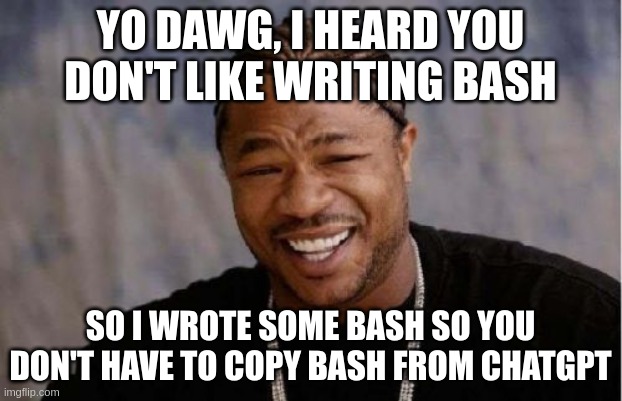 YO DAWG, I HEARD YOU
DON'T LIKE WRITING BASH
SO I WROTE SOME BASH SO YOU
DON'T HAVE TO COPY BASH FROM CHATGPT
imgflip.com